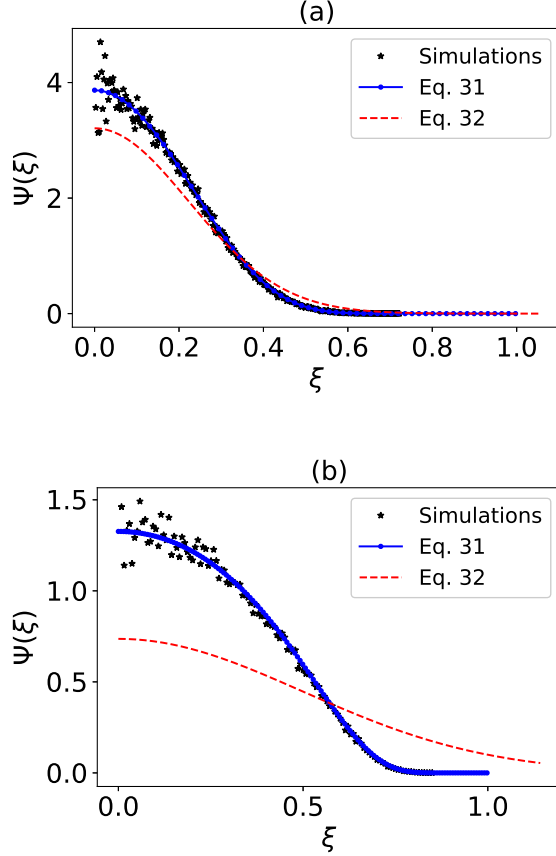 (a)
Ψ(ξ)
4
2
0
Simulations
Eq. 31
Eq. 32
0.0 0.2 0.4 0.6 0.8 1.0
ξ
(b)
Ψ(ξ)
1.5
1.0
0.5
0.0
Simulations
Eq. 31
Eq. 32
0.0 0.5 1.0
ξ